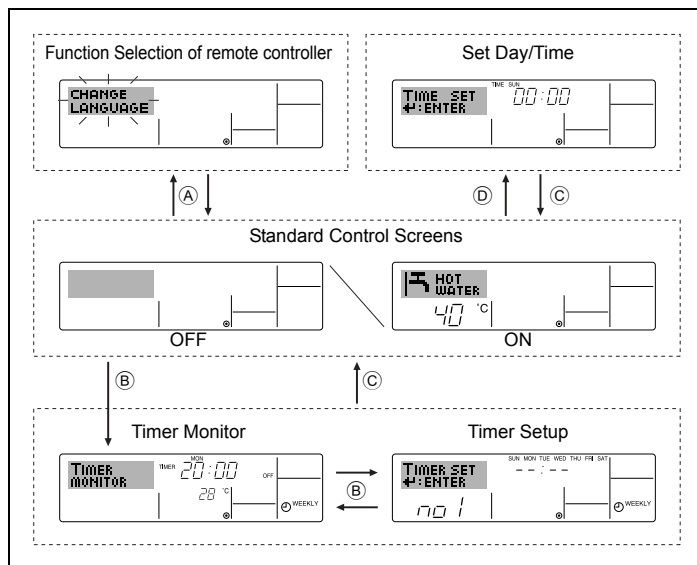 Function Selection of remote controller
CHANGE
LANGUAGE
Set Day/Time
TIME SUN
TIME SET 00:00
↵:ENTER
Ⓐ
Ⓓ Ⓒ
Standard Control Screens
OFF
HOT
WATER
40 °C
ON
Ⓑ Ⓒ
Timer Monitor
TIMER
MONITOR
MON
TIMER 20:00 OFF
28 °C
WEEKLY
Ⓑ
Timer Setup
SUN MON TUE WED THU FRI SAT
TIMER SET --:--
↵:ENTER
no 1
WEEKLY